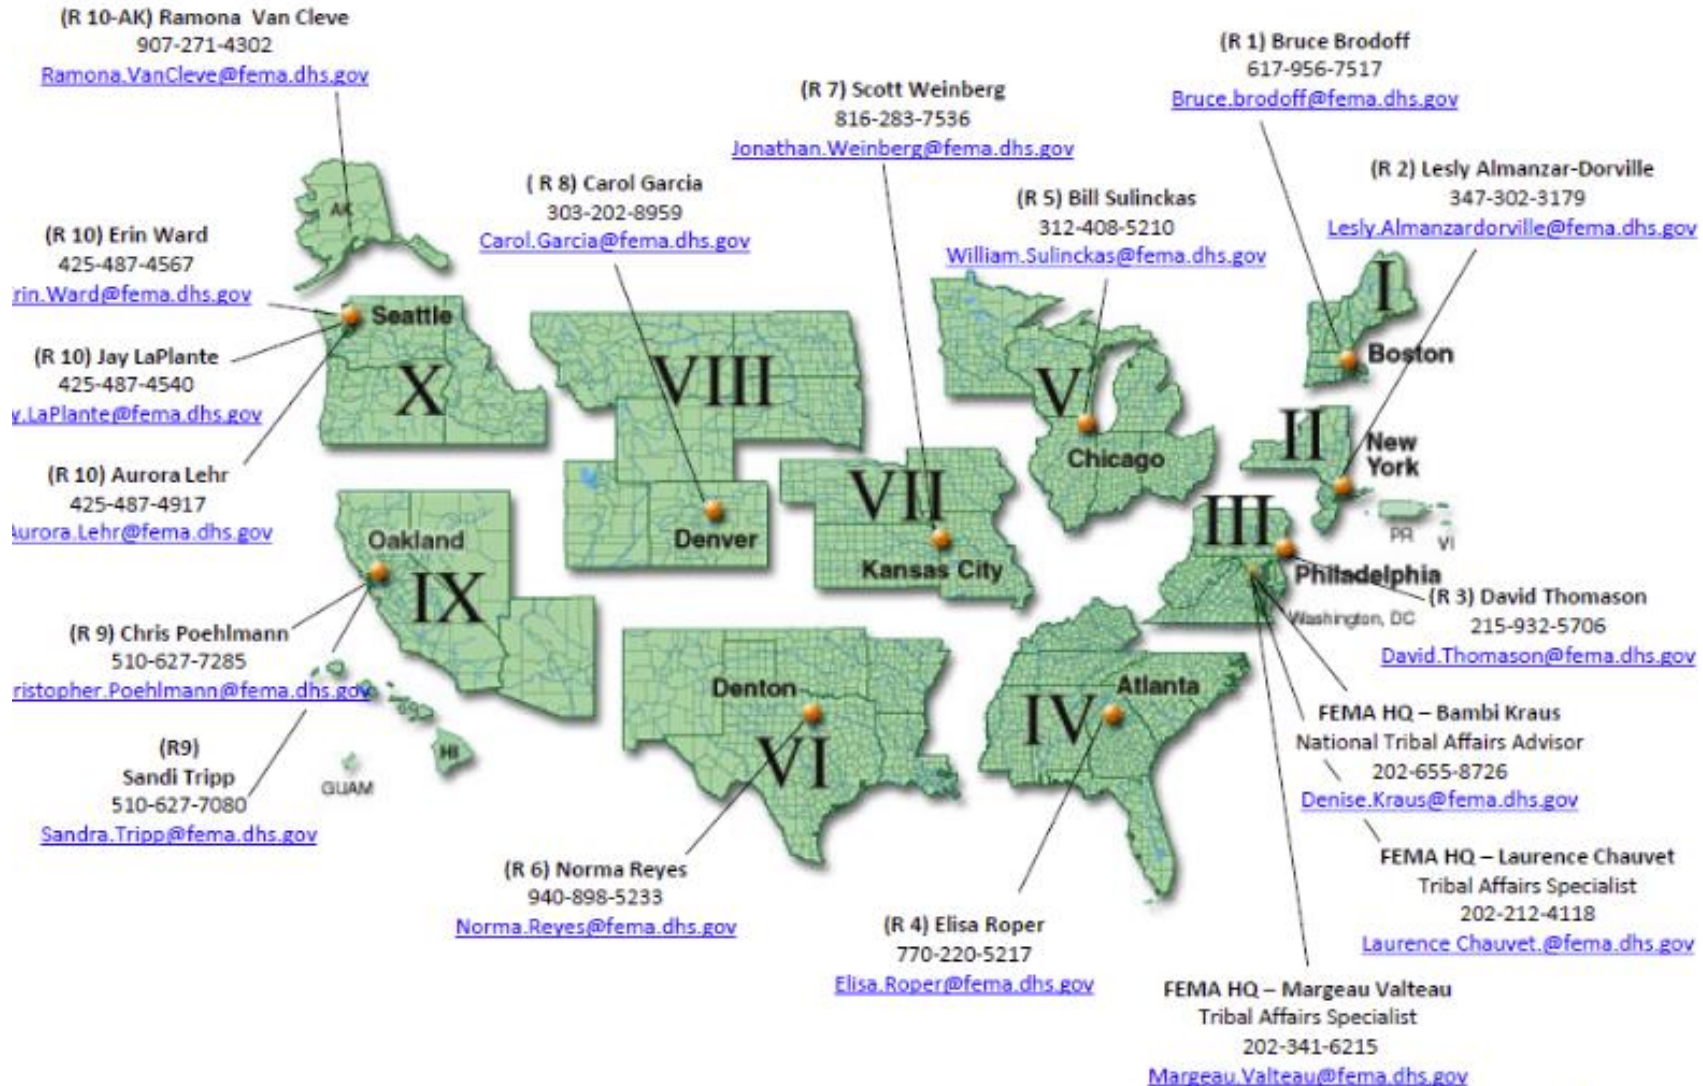 (R 10-AK) Ramona Van Cleve
907-271-4302
Ramona.VanCleve@fema.dhs.gov
(R 1) Bruce Brodoff
617-956-7517
Bruce.brodoff@fema.dhs.gov
(R 7) Scott Weinberg
816-283-7536
Jonathan.Weinberg@fema.dhs.gov
(R 2) Lesly Almanzar-Dorville
347-302-3179
Lesly.Almanzardorville@fema.dhs.gov
( R 8) Carol Garcia
303-202-8959
Carol.Garcia@fema.dhs.gov
(R 5) Bill Sulinckas
312-408-5210
William.Sulinckas@fema.dhs.gov
AK
(R 10) Erin Ward
425-487-4567
rin.Ward@fema.dhs.gov
Seattle
(R 10) Jay LaPlante
425-487-4540
y.LaPlante@fema.dhs.gov
X
VIII
V
Chicago
I
Boston
II
New
York
PR
VI
(R 10) Aurora Lehr
425-487-4917
Aurora.Lehr@fema.dhs.gov
Oakland
IX
Denver
VII
Kansas City
III
Philadelphia
Washington, DC
(R 3) David Thomason
215-932-5706
David.Thomason@fema.dhs.gov
(R 9) Chris Poehlmann
510-627-7285
ristopher.Poehlmann@fema.dhs.gov
(R9)
Sandi Tripp
510-627-7080
Sandra.Tripp@fema.dhs.gov
HI
GUAM
Denton
VI
Atlanta
IV
FEMA HQ – Bambi Kraus
National Tribal Affairs Advisor
202-655-8726
Denise.Kraus@fema.dhs.gov
(R 6) Norma Reyes
940-898-5233
Norma.Reyes@fema.dhs.gov
(R 4) Elisa Roper
770-220-5217
Elisa.Roper@fema.dhs.gov
FEMA HQ – Laurence Chauvet
Tribal Affairs Specialist
202-212-4118
Laurence Chauvet.@fema.dhs.gov
FEMA HQ – Margeau Valteau
Tribal Affairs Specialist
202-341-6215
Margeau.Valteau@fema.dhs.gov